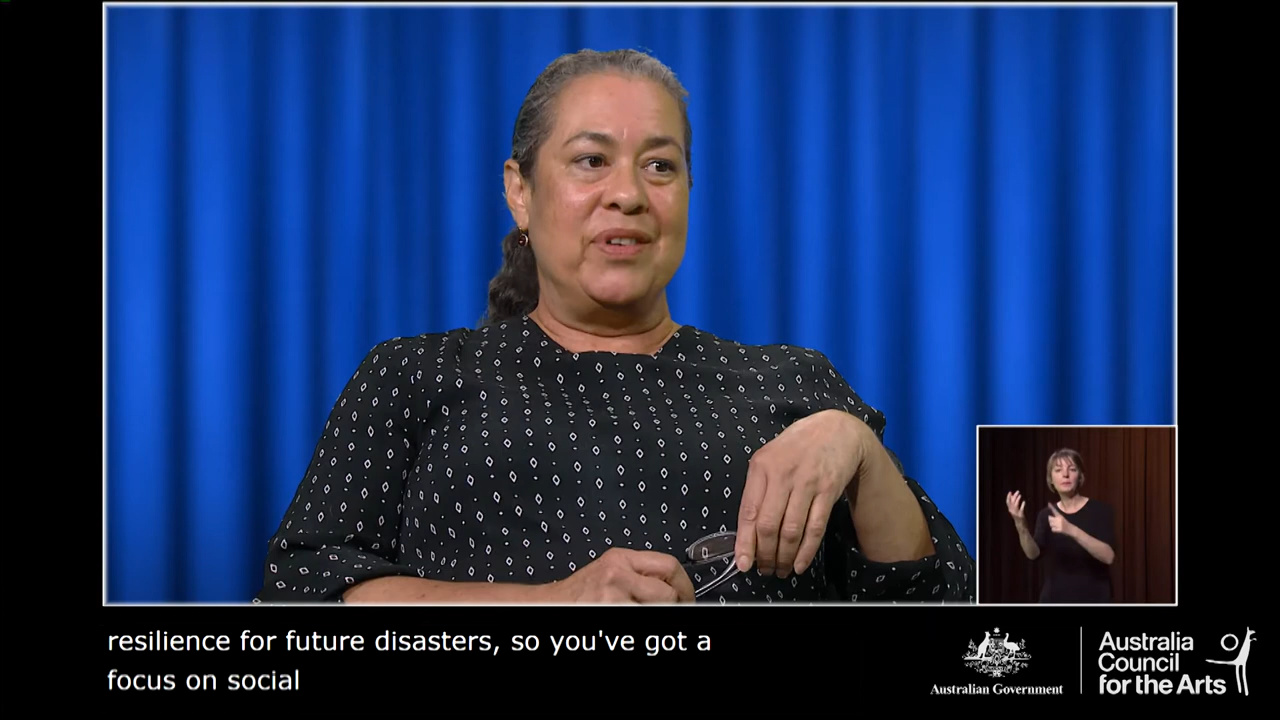 resilience for future disasters, so you've got a
focus on social
Australian Government
Australia
Council
for the Arts